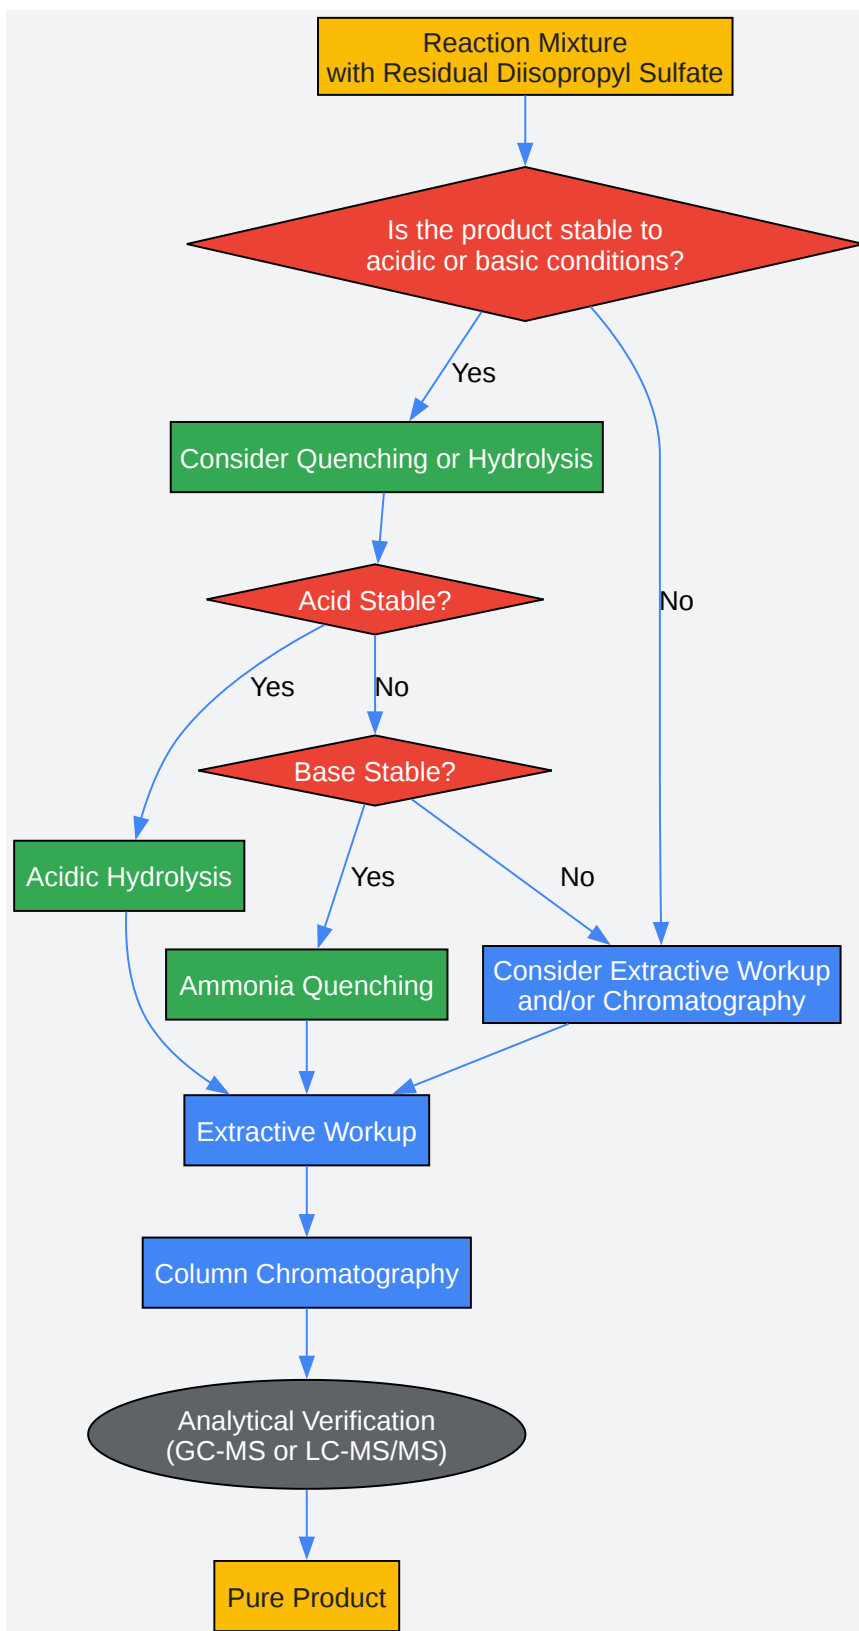 Reaction Mixture
with Residual Diisopropyl Sulfate
Is the product stable to
acidic or basic conditions?
Yes
Consider Quenching or Hydrolysis
Acid Stable?
No
Yes
No
Base Stable?
Acidic Hydrolysis
Yes
No
Ammonia Quenching
Consider Extractive Workup
and/or Chromatography
Extractive Workup
Column Chromatography
Analytical Verification
(GC-MS or LC-MS/MS)
Pure Product